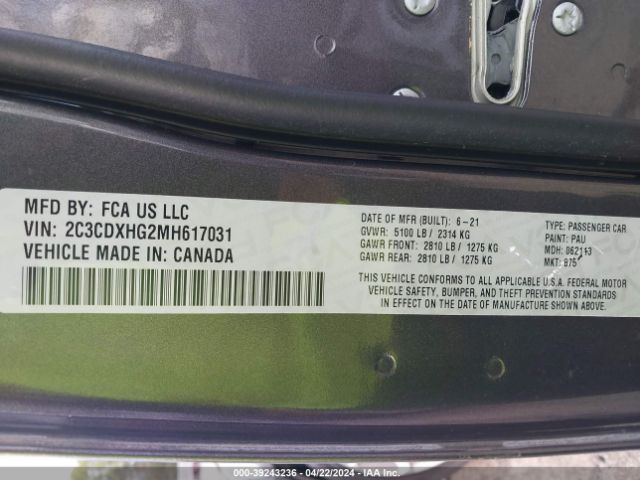 MFD BY: FCA US LLC
VIN: 2C3CDXHG2MH617031
VEHICLE MADE IN: CANADA
DATE OF MFR (BUILT): 6-21
GVWR: 5100 LB / 2314 KG
GAWR FRONT: 2810 LB / 1275 KG
GAWR REAR: 2810 LB / 1275 KG
TYPE: PASSENGER CAR
PAINT: PAU
MDH: 062113
MKT: B75
THIS VEHICLE CONFORMS TO ALL APPLICABLE U.S.A. FEDERAL MOTOR
VEHICLE SAFETY, BUMPER, AND THEFT PREVENTION STANDARDS
IN EFFECT ON THE DATE OF MANUFACTURE SHOWN ABOVE.
000-39243236 - 04/22/2024 - IAA Inc.